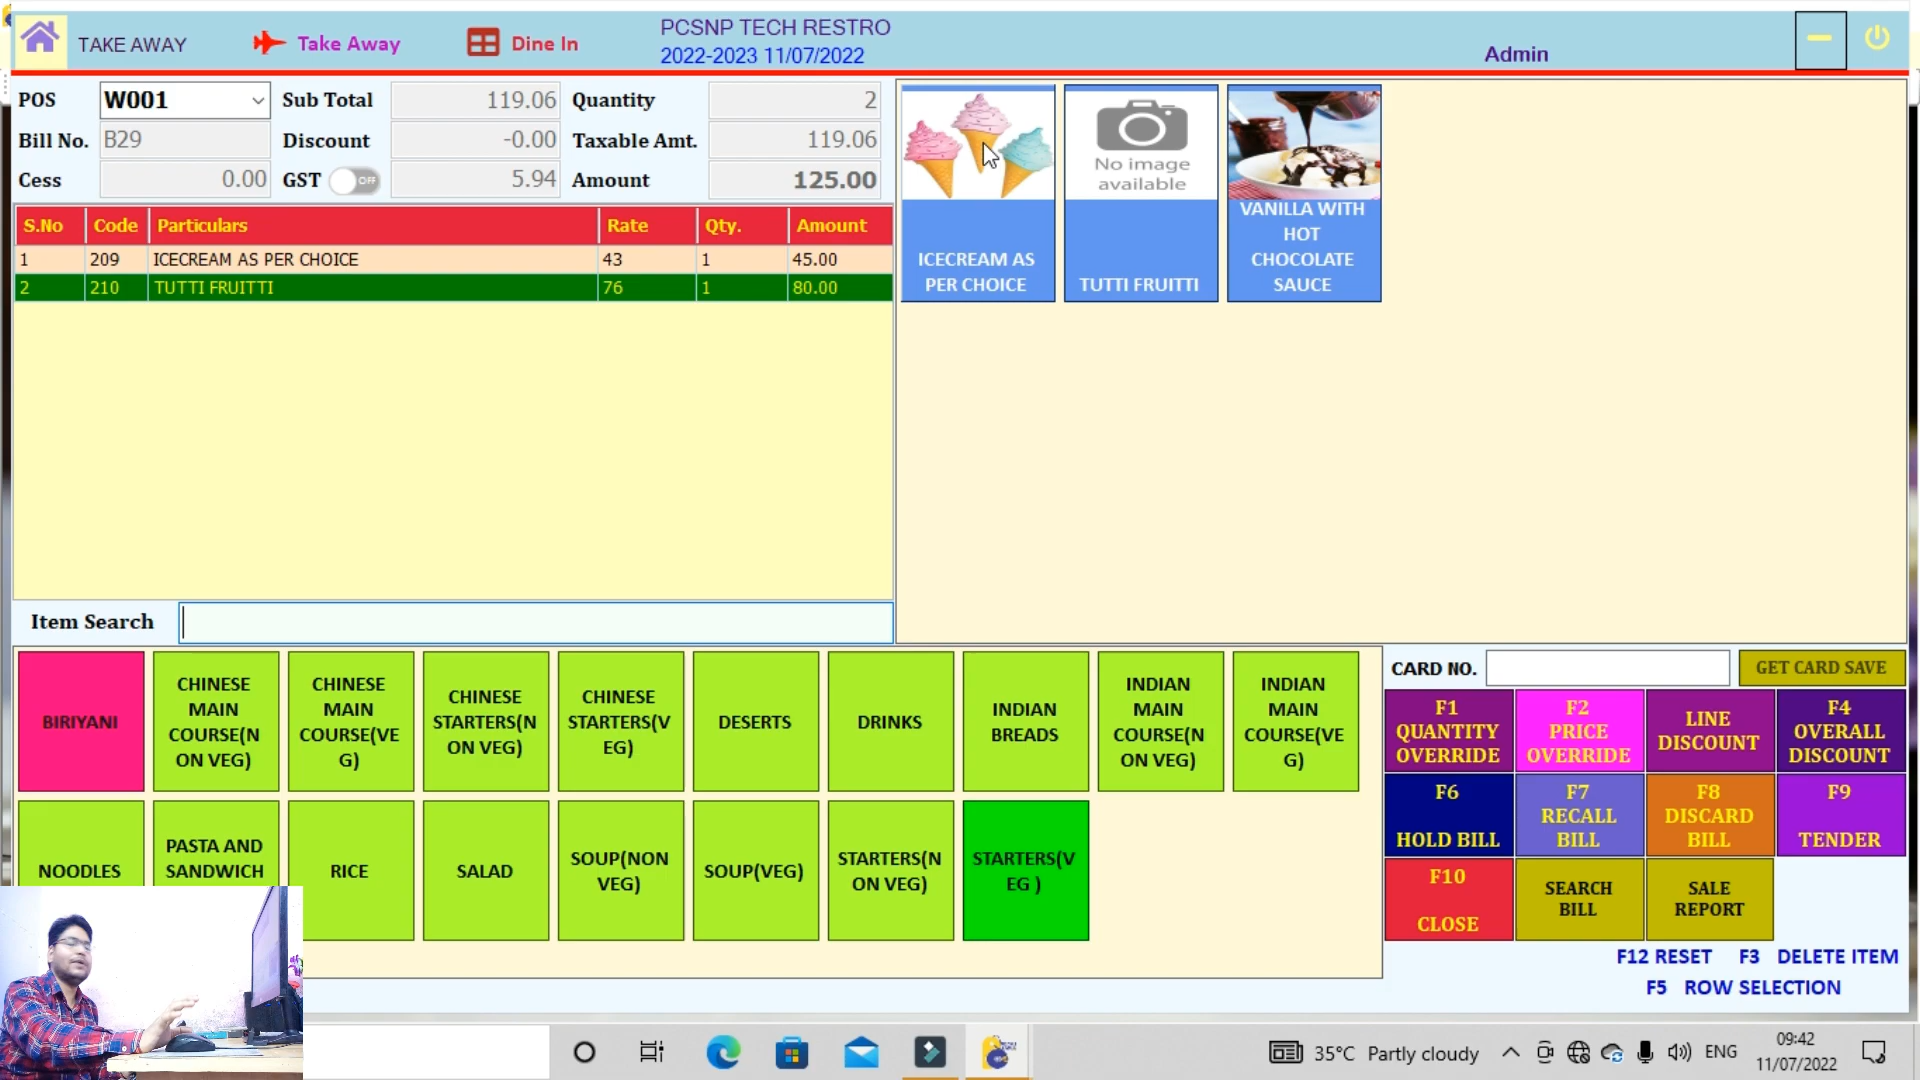 TAKE AWAY
Take Away
Dine In
PCSNP TECH RESTRO
2022-2023 11/07/2022
Admin
POS W001 Sub Total 119.06 Quantity 2
Bill No. B29 Discount -0.00 Taxable Amt. 119.06
Cess 0.00 GST OFF 5.94 Amount 125.00
S.No Code Particulars Rate Qty. Amount
1 209 ICECREAM AS PER CHOICE 43 1 45.00
2 210 TUTTI FRUITTI 76 1 80.00
ICECREAM AS
PER CHOICE
No image
available
TUTTI FRUITTI
VANILLA WITH
HOT
CHOCOLATE
SAUCE
Item Search
BIRIYANI
CHINESE
MAIN
COURSE(N
ON VEG)
CHINESE
MAIN
COURSE(VE
G)
CHINESE
STARTERS(N
ON VEG)
CHINESE
STARTERS(V
EG)
DESERTS
DRINKS
INDIAN
BREADS
INDIAN
MAIN
COURSE(N
ON VEG)
INDIAN
MAIN
COURSE(VE
G)
NOODLES
PASTA AND
SANDWICH
RICE
SALAD
SOUP(NON
VEG)
SOUP(VEG)
STARTERS(N
ON VEG)
STARTERS(V
EG )
CARD NO.
GET CARD SAVE
F1
QUANTITY
OVERRIDE
F2
PRICE
OVERRIDE
LINE
DISCOUNT
F4
OVERALL
DISCOUNT
F6
HOLD BILL
F7
RECALL
BILL
F8
DISCARD
BILL
F9
TENDER
F10
CLOSE
SEARCH
BILL
SALE
REPORT
F12 RESET F3 DELETE ITEM
F5 ROW SELECTION
35°C Partly cloudy
ENG
09:42
11/07/2022